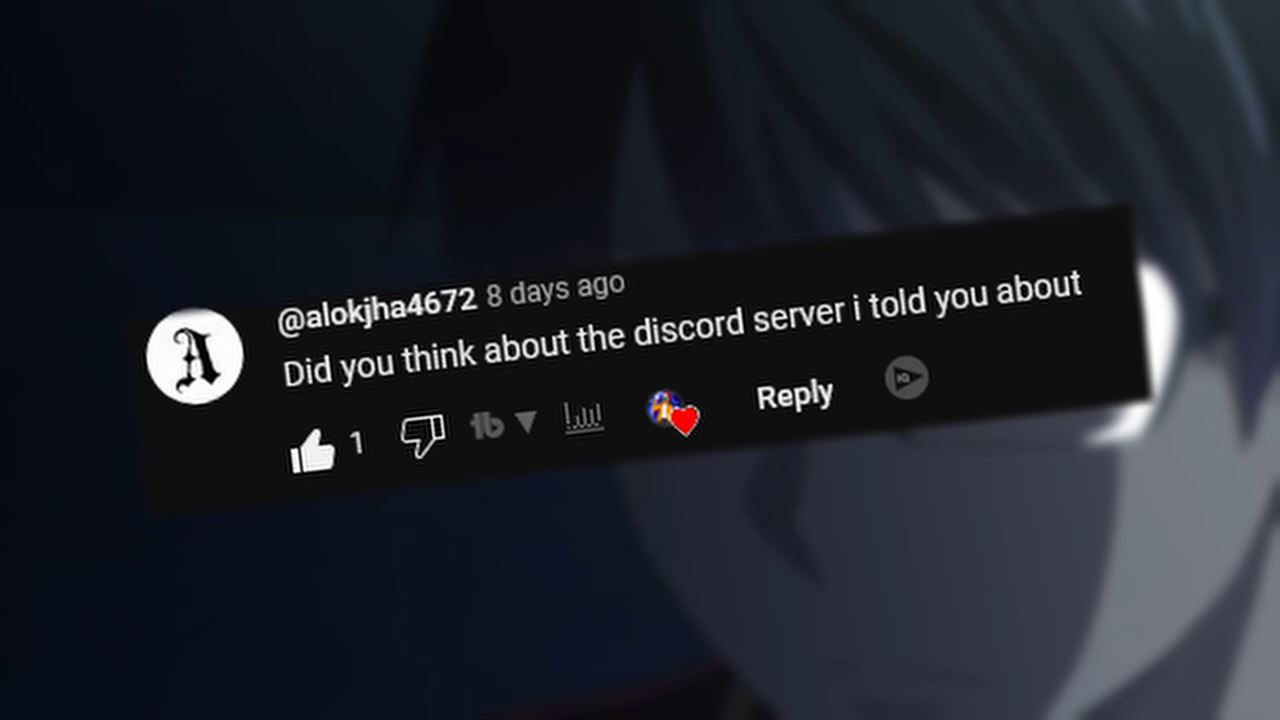 @alokjha4672 8 days ago
Did you think about the discord server i told you about
1
Reply